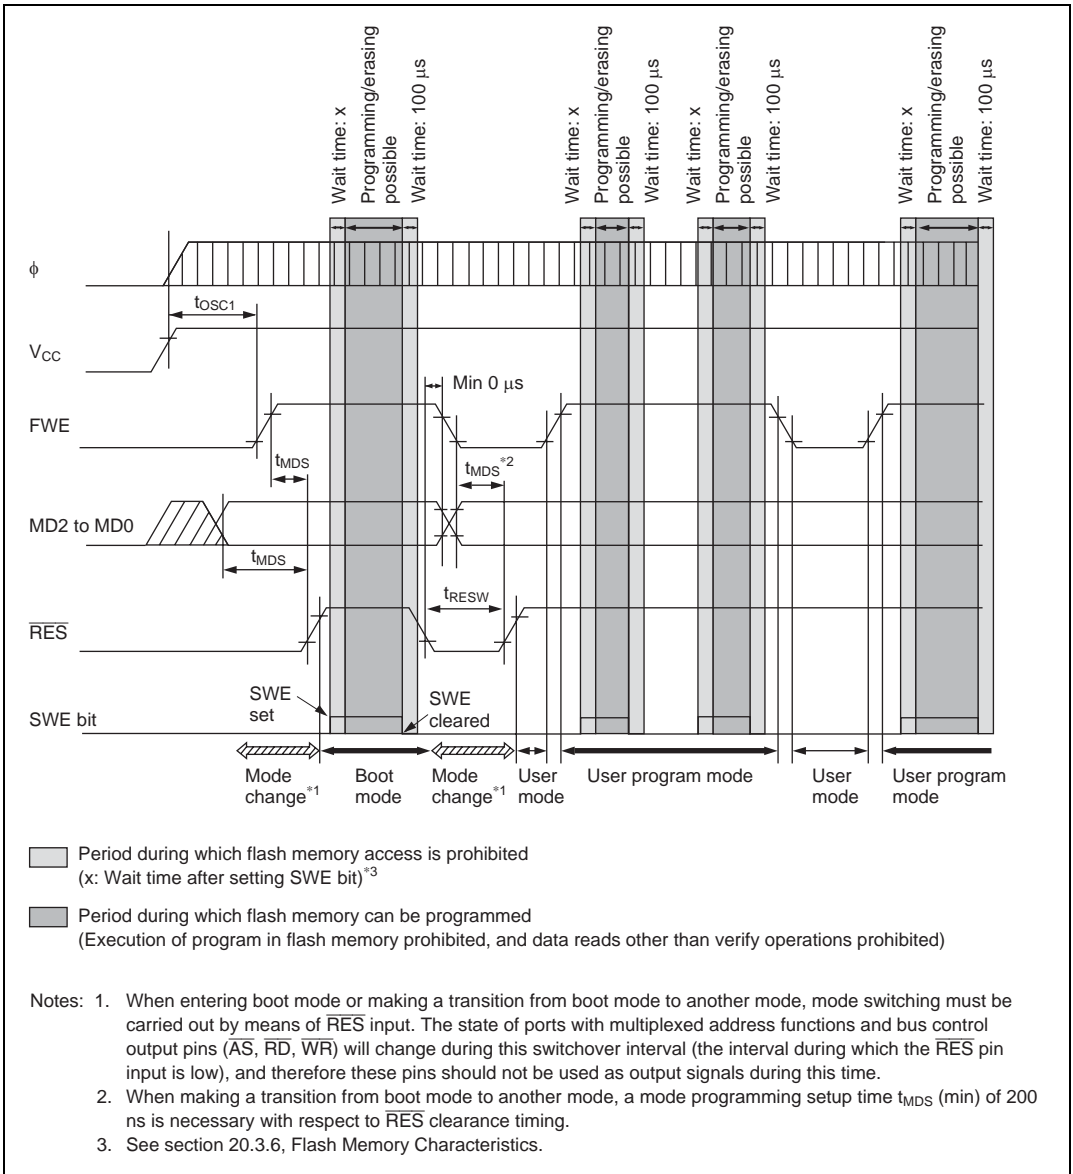 Wait time: x
Programming/erasing
possible
Wait time: 100 μs
Wait time: x
Programming/erasing
possible
Wait time: 100 μs
Wait time: x
Programming/erasing
possible
Wait time: 100 μs
Wait time: x
Programming/erasing
possible
Wait time: 100 μs
ϕ
tOSC1
VCC
Min 0 μs
FWE
tMDS
tMDS*2
MD2 to MD0
tMDS
tRESW
RES
SWE
set
SWE
cleared
SWE bit
Mode
change*1
Boot
mode
Mode
change*1
User
mode
User program mode
User
mode
User program
mode
Period during which flash memory access is prohibited
(x: Wait time after setting SWE bit)*3
Period during which flash memory can be programmed
(Execution of program in flash memory prohibited, and data reads other than verify operations prohibited)
Notes: 1. When entering boot mode or making a transition from boot mode to another mode, mode switching must be
carried out by means of RES input. The state of ports with multiplexed address functions and bus control
output pins (AS, RD, WR) will change during this switchover interval (the interval during which the RES pin
input is low), and therefore these pins should not be used as output signals during this time.
2. When making a transition from boot mode to another mode, a mode programming setup time tMDS (min) of 200
ns is necessary with respect to RES clearance timing.
3. See section 20.3.6, Flash Memory Characteristics.